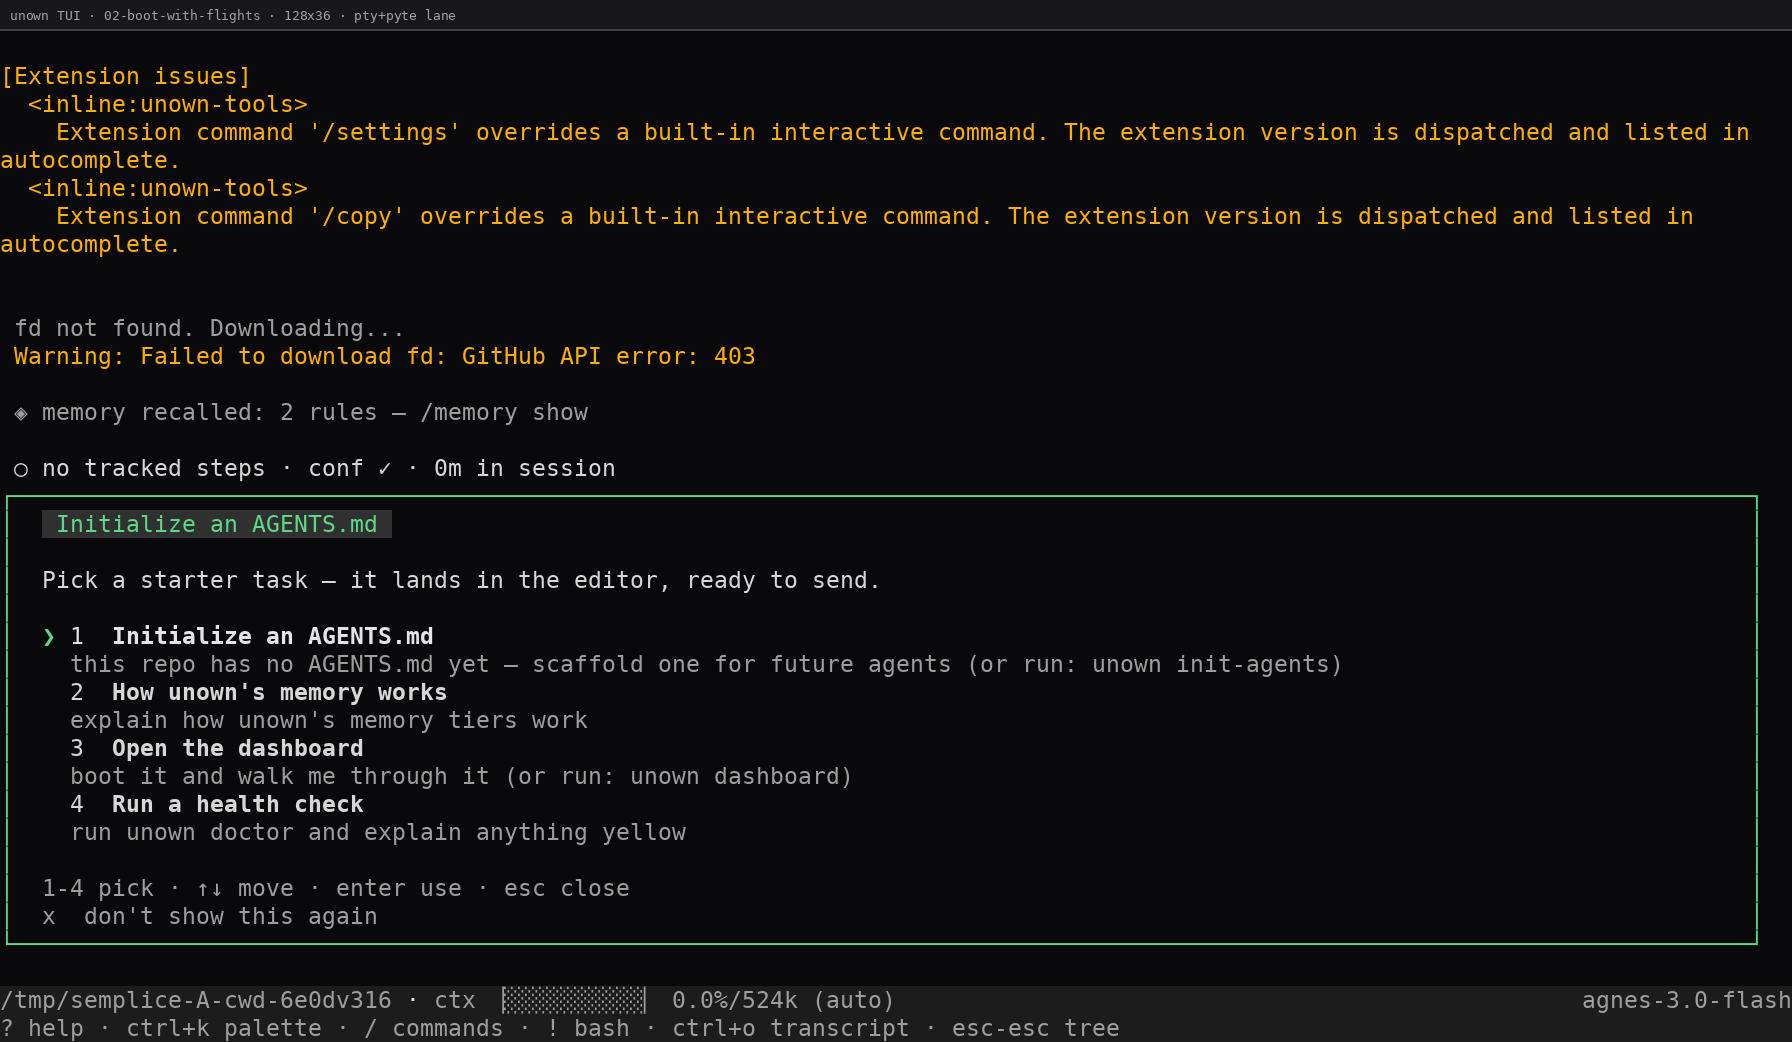 unown TUI · 02-boot-with-flights · 128x36 · pty+pyte lane
[Extension issues]
<inline:unown-tools>
Extension command '/settings' overrides a built-in interactive command. The extension version is dispatched and listed in
autocomplete.
<inline:unown-tools>
Extension command '/copy' overrides a built-in interactive command. The extension version is dispatched and listed in
autocomplete.
fd not found. Downloading...
Warning: Failed to download fd: GitHub API error: 403
◈ memory recalled: 2 rules — /memory show
○ no tracked steps · conf ✓ · 0m in session
Initialize an AGENTS.md
Pick a starter task — it lands in the editor, ready to send.
❯ 1  Initialize an AGENTS.md
this repo has no AGENTS.md yet — scaffold one for future agents (or run: unown init-agents)
2  How unown's memory works
explain how unown's memory tiers work
3  Open the dashboard
boot it and walk me through it (or run: unown dashboard)
4  Run a health check
run unown doctor and explain anything yellow
1-4 pick · ↑↓ move · enter use · esc close
x  don't show this again
/tmp/semplice-A-cwd-6e0dv316 · ctx ▕░░░░░░░░░░▏ 0.0%/524k (auto) agnes-3.0-flash
? help · ctrl+k palette · / commands · ! bash · ctrl+o transcript · esc-esc tree